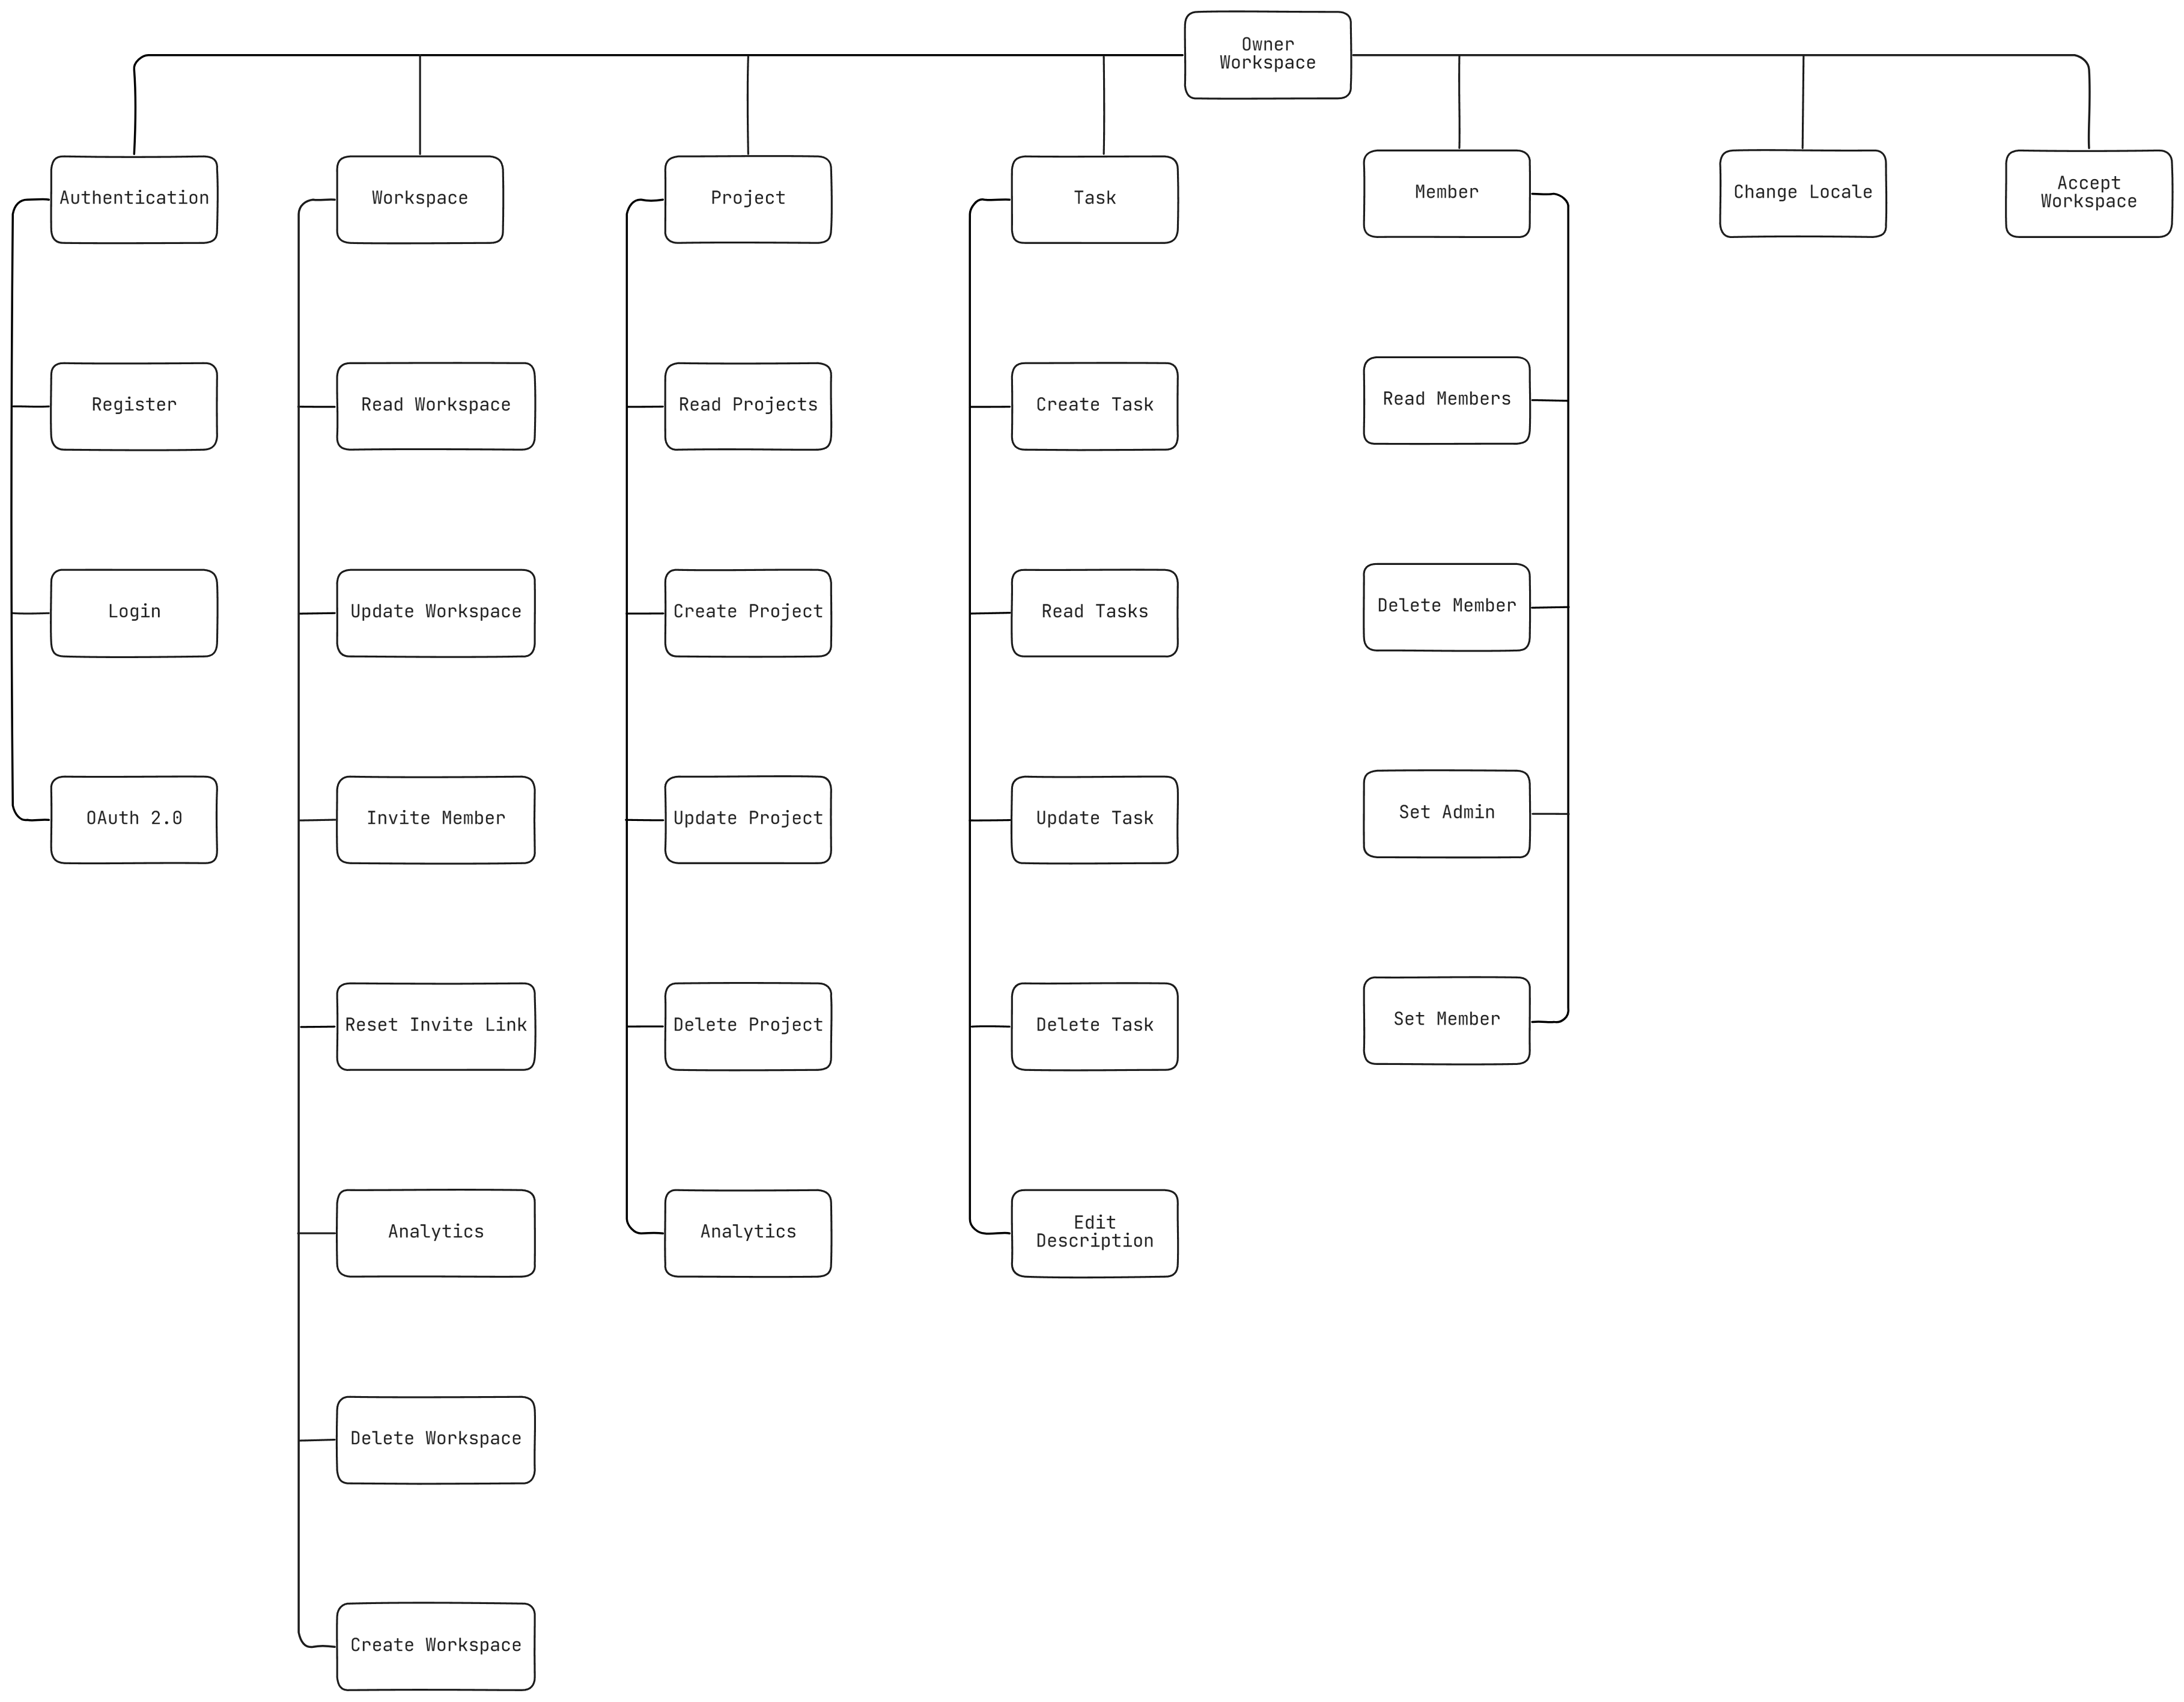 Owner
Workspace
Authentication
Workspace
Project
Task
Member
Change Locale
Accept
Workspace
Register
Read Workspace
Read Projects
Create Task
Read Members
Login
Update Workspace
Create Project
Read Tasks
Delete Member
OAuth 2.0
Invite Member
Update Project
Update Task
Set Admin
Reset Invite Link
Delete Project
Delete Task
Set Member
Analytics
Analytics
Edit
Description
Delete Workspace
Create Workspace